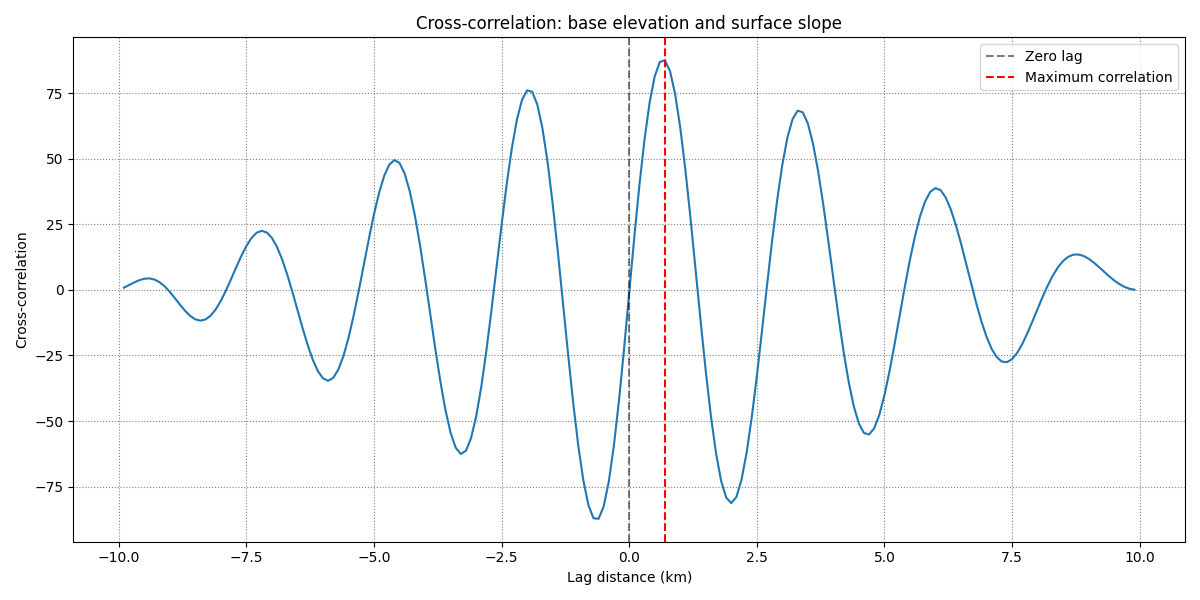 Cross-correlation: base elevation and surface slope
Zero lag
Maximum correlation
75
50
25
0
−25
−50
−75
Cross-correlation
−10.0 −7.5 −5.0 −2.5 0.0 2.5 5.0 7.5 10.0
Lag distance (km)